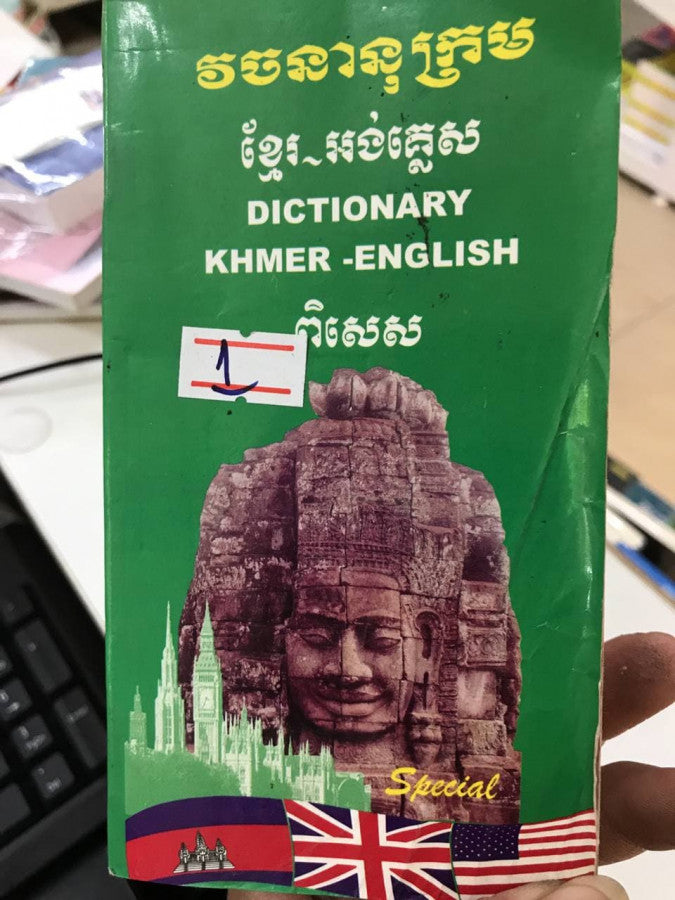 វចនានុក្រម
ខ្មែរ~អង់គ្លេស
DICTIONARY
KHMER -ENGLISH
ពិសេស
1
Special